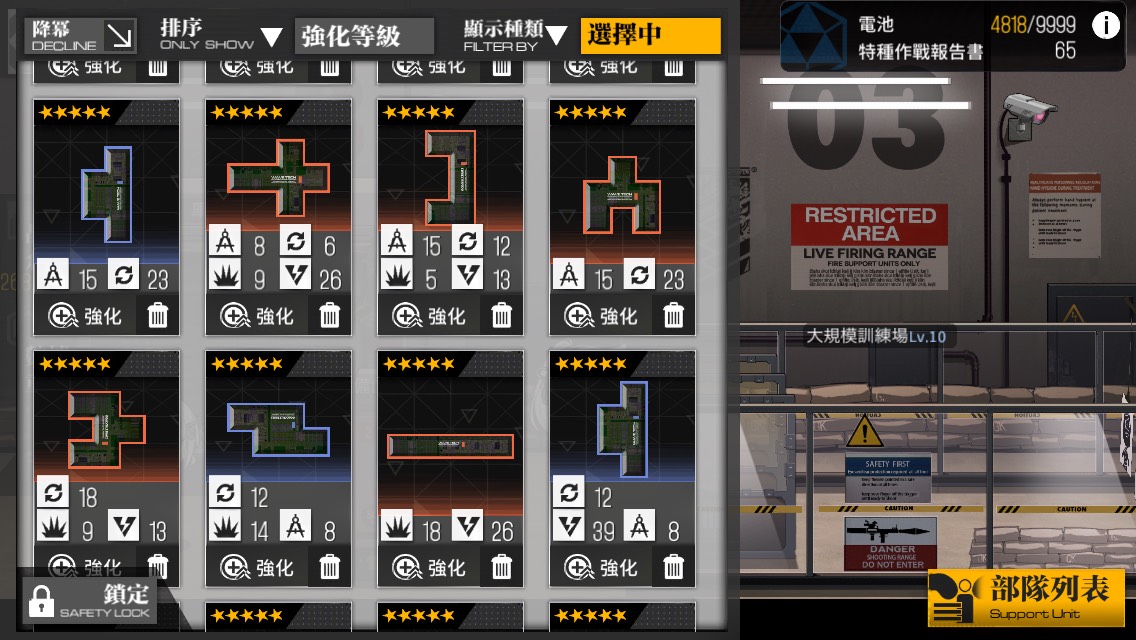 降冪
DECLINE
排序
ONLY SHOW
強化等級
顯示種類
FILTER BY
選擇中
電池
4818/9999
特種作戰報告書
65
強化
強化
強化
強化
15 23
強化
8 6
9 26
強化
15 12
5 13
強化
15 23
強化
18
9 13
強化
12
14 8
強化
18 26
強化
12
39 8
強化
鎖定
SAFETY LOCK
03
RESTRICTED
AREA
LIVE FIRING RANGE
FIRE SUPPORT UNITS ONLY
大規模訓練場Lv.10
SAFETY FIRST
CAUTION
CAUTION
DANGER
SHOOTING RANGE
DO NOT ENTER
部隊列表
Support Unit